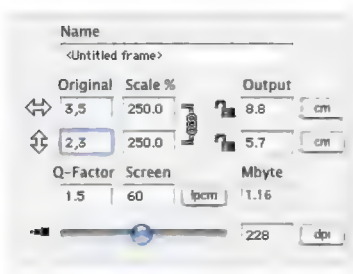 Name
<Untitled frame>
Original Scale % Output
3,5 250.0 8.8 cm
2,3 250.0 5.7 cm
Q-Factor Screen Mbyte
1.5 60 lpcm 1.16
228 dpi